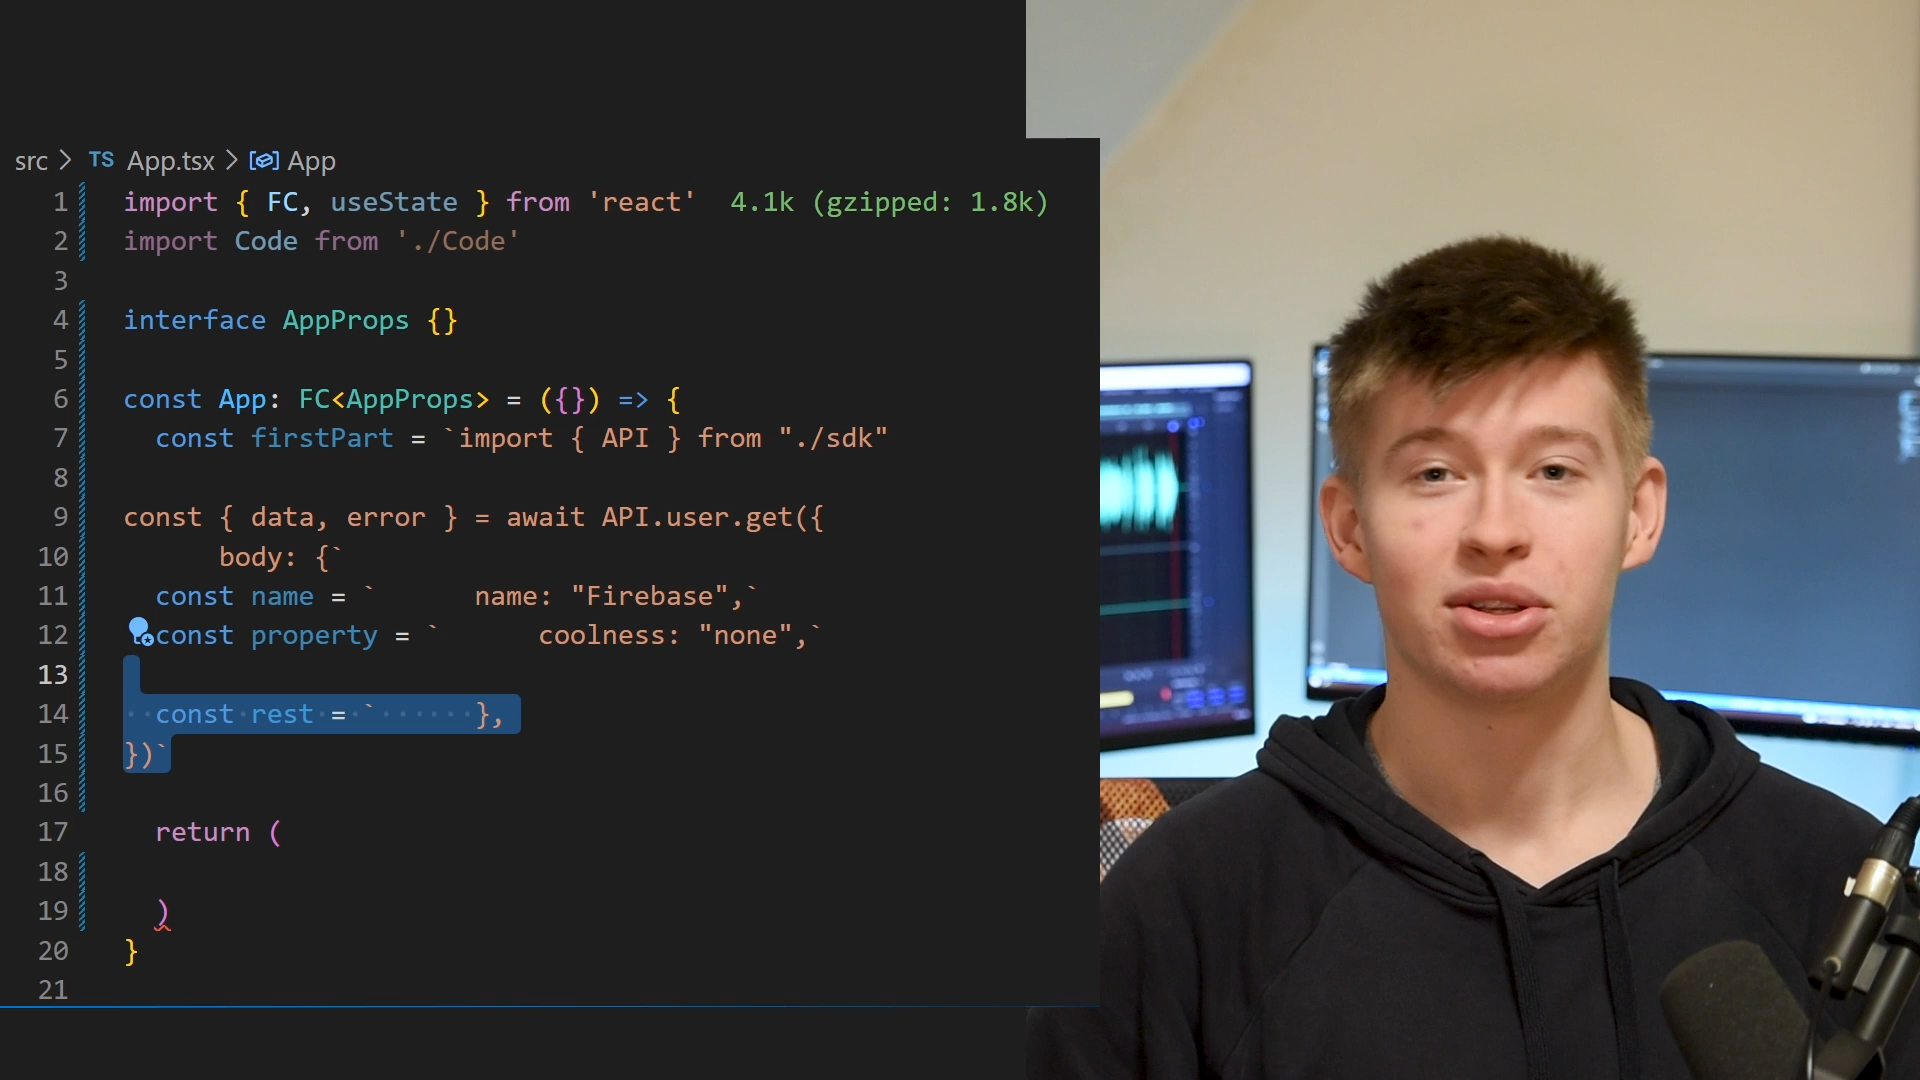 src > TS App.tsx > App
1 import { FC, useState } from 'react' 4.1k (gzipped: 1.8k)
2 import Code from './Code'
3
4 interface AppProps {}
5
6 const App: FC<AppProps> = ({}) => {
7   const firstPart = `import { API } from "./sdk"
8
9 const { data, error } = await API.user.get({
10       body: {`
11   const name = `      name: "Firebase",`
12   const property = `      coolness: "none",`
13
14   const rest = `      },
15 })`
16
17   return (
18
19   )
20 }
21